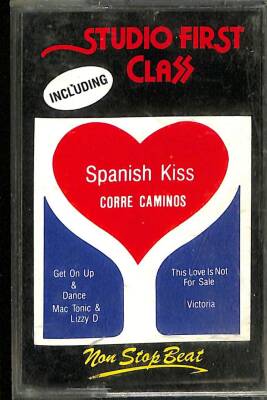 STUDIO FIRST
CLASS
INCLUDING
Spanish Kiss
CORRE CAMINOS
Get On Up
&
Dance
Mac Tonic &
Lizzy D
This Love Is Not
For Sale
Victoria
Non Stop Beat